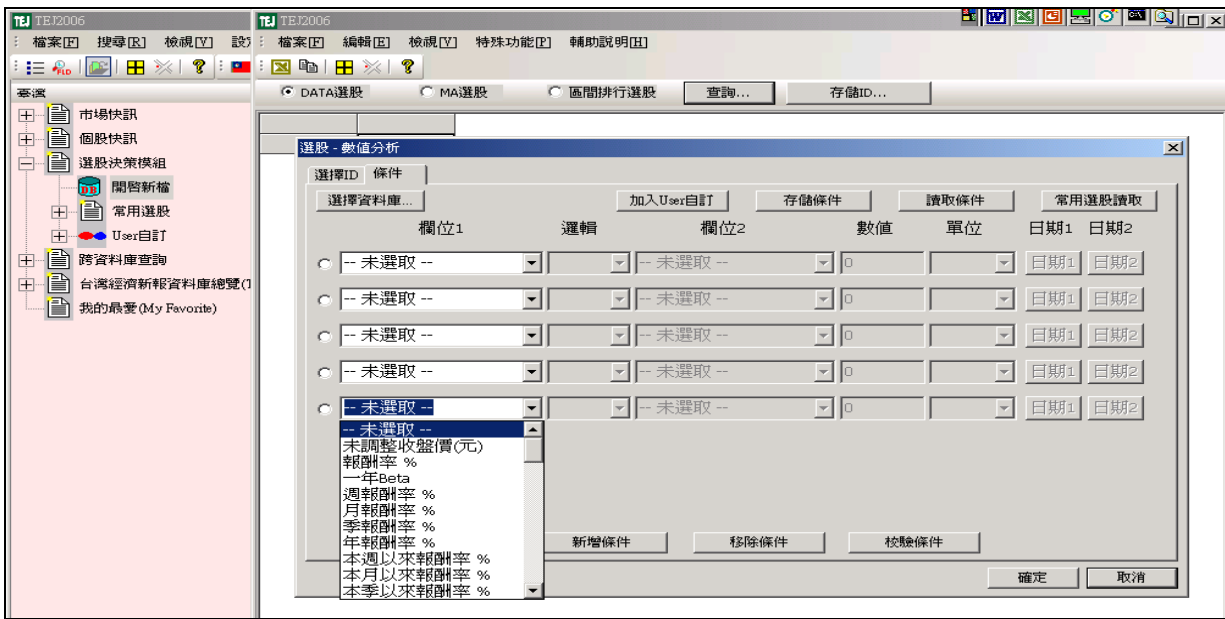 TEJ TEJ2006
檔案[F] 搜尋[R] 檢視[V]
FLD
臺灣
市場快訊
個股快訊
選股決策模組
DB 開啓新檔
常用選股
User自訂
跨資料庫查詢
台灣經濟新報資料庫總覽(T
我的最愛(My Favorite)
TEJ TEJ2006
檔案[F] 編輯[E] 檢視[V] 特殊功能[P] 輔助說明[H]
DATA選股 MA選股 區間排行選股 查詢... 存儲ID...
選股 - 數值分析
選擇ID 條件
選擇資料庫... 加入User自訂 存儲條件 讀取條件 常用選股讀取
欄位1 邏輯 欄位2 數值 單位 日期1 日期2
-- 未選取 -- -- 未選取 -- 0 日期1 日期2
-- 未選取 -- -- 未選取 -- 0 日期1 日期2
-- 未選取 -- -- 未選取 -- 0 日期1 日期2
-- 未選取 -- -- 未選取 -- 0 日期1 日期2
-- 未選取 -- -- 未選取 -- 0 日期1 日期2
-- 未選取 --
未調整收盤價(元)
報酬率 %
一年Beta
週報酬率 %
月報酬率 %
季報酬率 %
年報酬率 %
本週以來報酬率 %
本月以來報酬率 %
本季以來報酬率 %
新增條件 移除條件 校驗條件
確定 取消